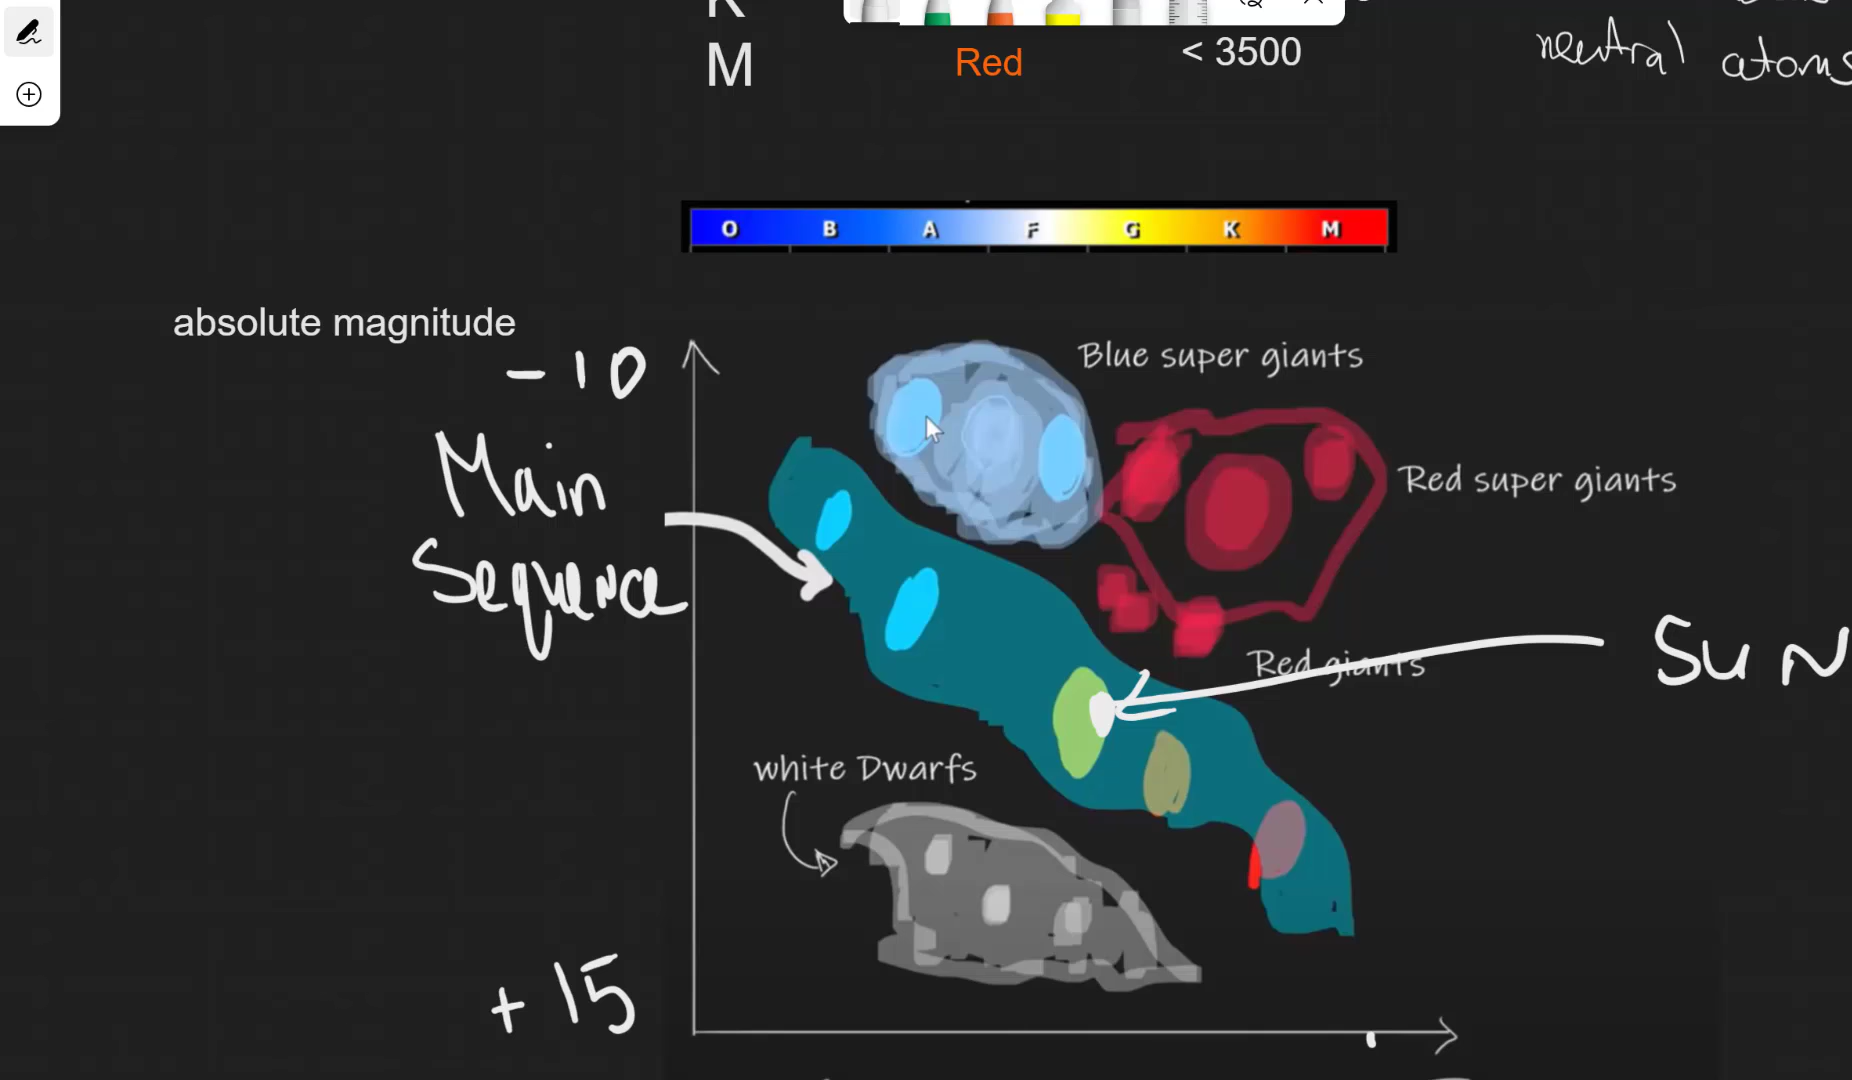 M Red < 3500 neutral atoms
O B A F G K M
absolute magnitude
- 10
Blue super giants
Main
Sequence
Red super giants
Red giants
SUN
white Dwarfs
+ 15